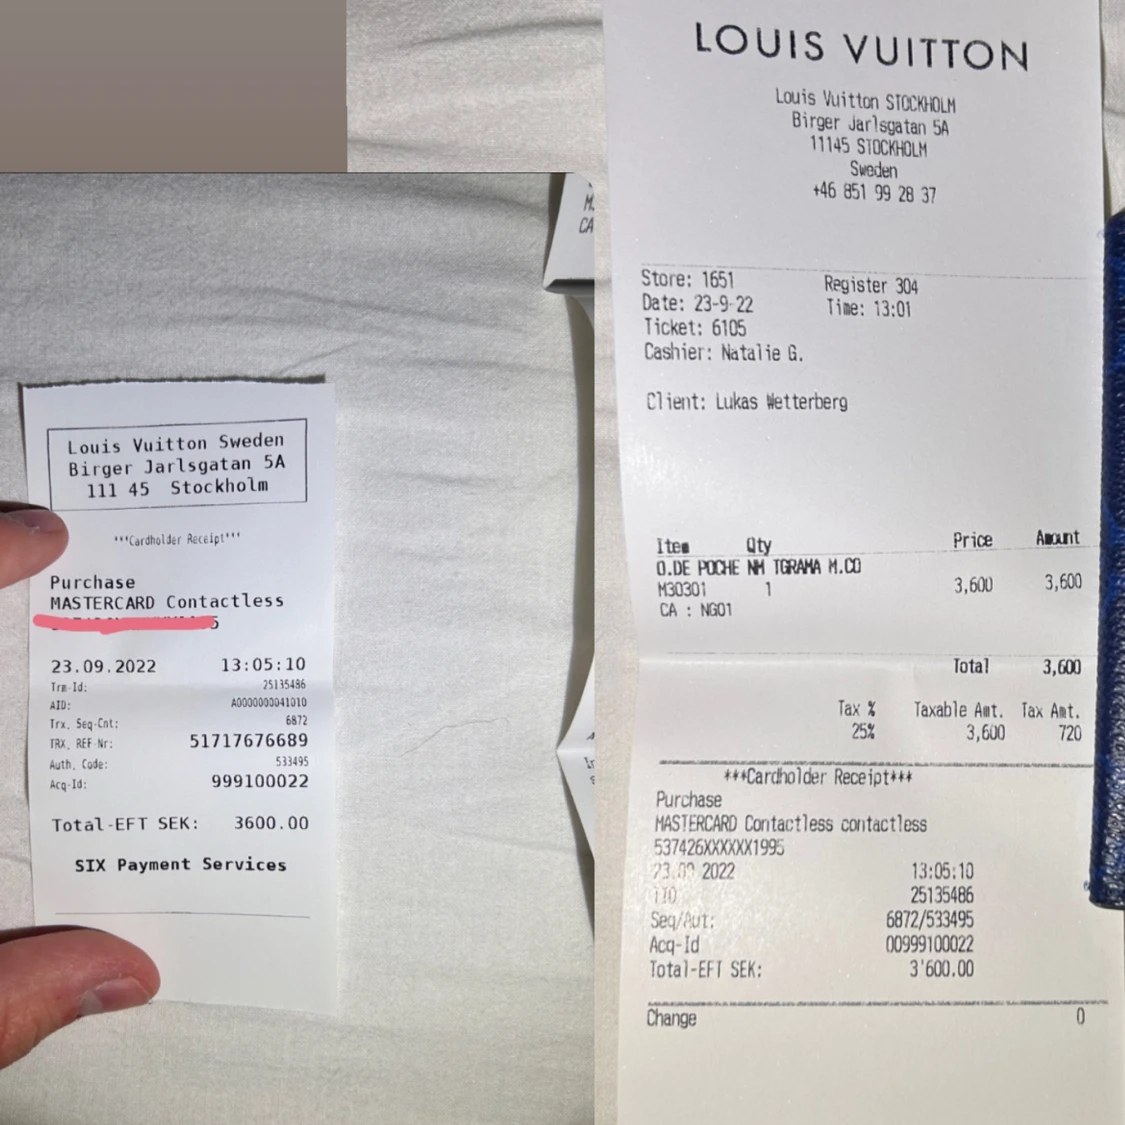 M.
CA
Louis Vuitton Sweden
Birger Jarlsgatan 5A
111 45 Stockholm
***Cardholder Receipt***
Purchase
MASTERCARD Contactless
5
23.09.2022 13:05:10
Trm-Id: 25135486
AID: A0000000041010
Trx. Seq-Cnt: 6872
TRX. REF-Nr: 51717676689
Auth. Code: 533495
Acq-Id: 999100022
Total-EFT SEK: 3600.00
SIX Payment Services
LOUIS VUITTON
Louis Vuitton STOCKHOLM
Birger Jarlsgatan 5A
11145 STOCKHOLM
Sweden
+46 851 99 28 37
Store: 1651 Register 304
Date: 23-9-22 Time: 13:01
Ticket: 6105
Cashier: Natalie G.
Client: Lukas Wetterberg
Item Qty Price Amount
O.DE POCHE NM TGRAMA M.CO
M30301 1 3,600 3,600
CA : NG01
Total 3,600
Tax % Taxable Amt. Tax Amt.
25% 3,600 720
***Cardholder Receipt***
Purchase
MASTERCARD Contactless contactless
537426XXXXXX1995
23.09.2022 13:05:10
25135486
Seq/Aut: 6872/533495
Acq-Id 00999100022
Total-EFT SEK: 3'600.00
Change 0